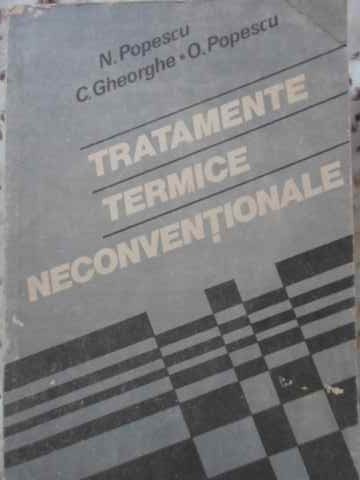 N. Popescu
C. Gheorghe • O. Popescu
TRATAMENTE
TERMICE
NECONVENȚIONALE